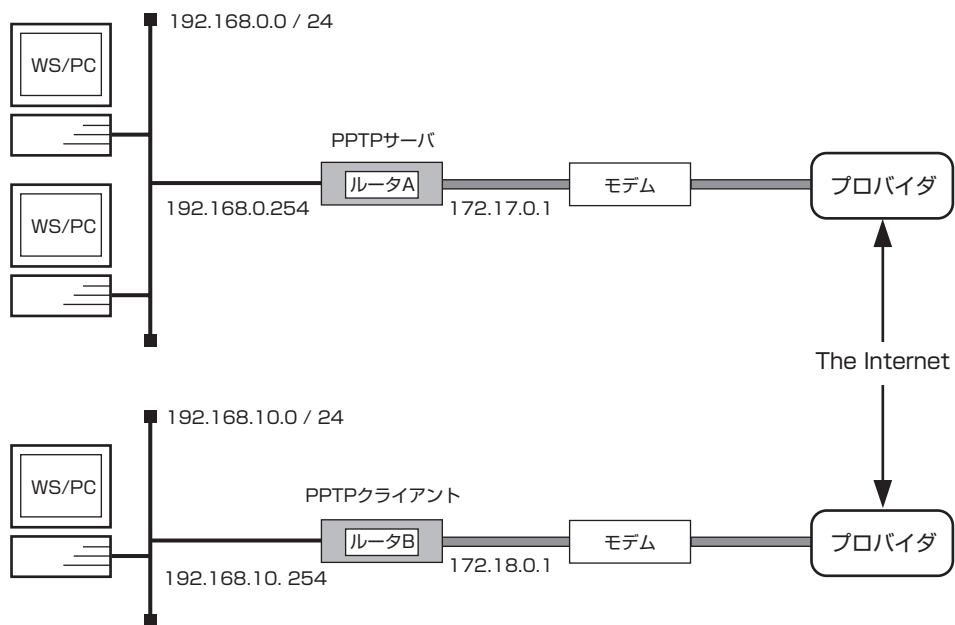 192.168.0.0 / 24
WS/PC
PPTPサーバ
ルータA
モデム
プロバイダ
192.168.0.254
172.17.0.1
WS/PC
The Internet
192.168.10.0 / 24
WS/PC
PPTPクライアント
ルータB
モデム
プロバイダ
192.168.10. 254
172.18.0.1